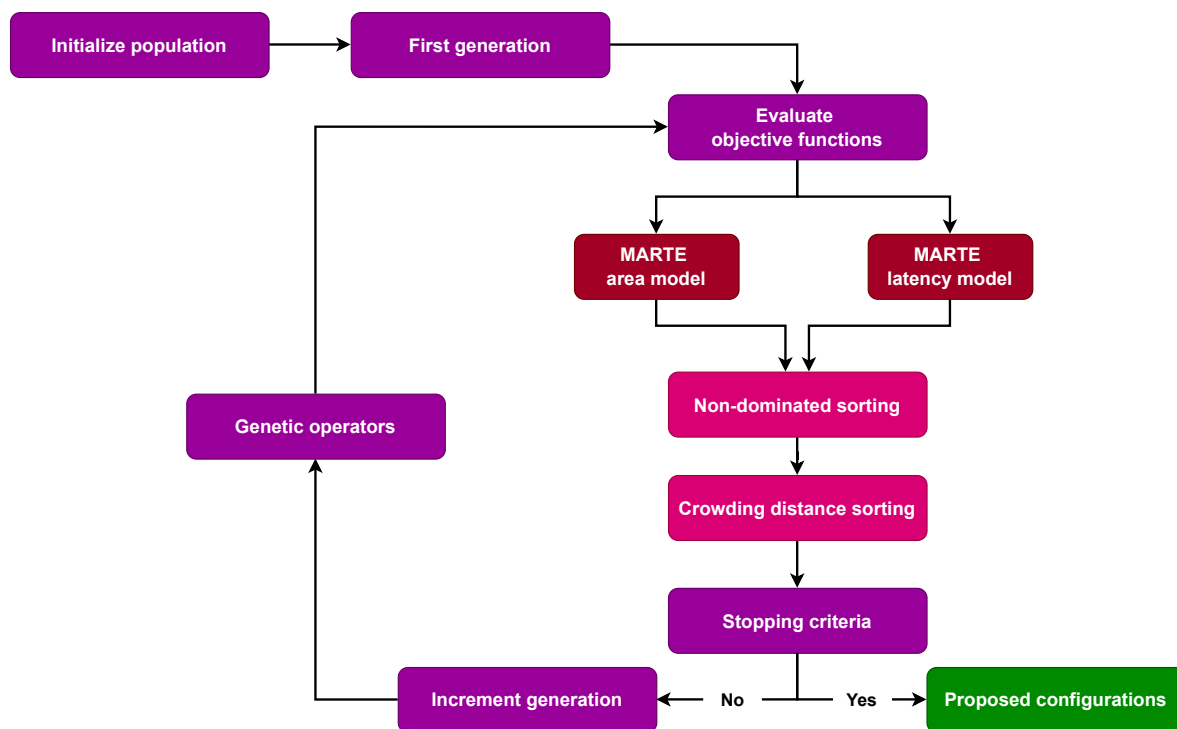 Initialize population
First generation
Evaluate
objective functions
MARTE
area model
MARTE
latency model
Non-dominated sorting
Genetic operators
Crowding distance sorting
Stopping criteria
Increment generation
No
Yes
Proposed configurations